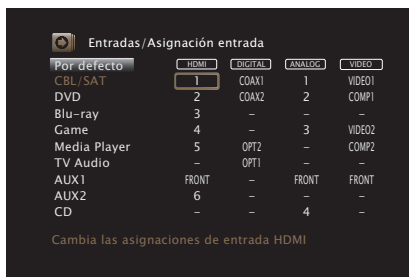 Entradas/Asignación entrada
Por defecto HDMI DIGITAL ANALOG VIDEO
CBL/SAT 1 COAX1 1 VIDEO1
DVD 2 COAX2 2 COMP1
Blu-ray 3 – – –
Game 4 – 3 VIDEO2
Media Player 5 OPT2 – COMP2
TV Audio – OPT1 – –
AUX1 FRONT – FRONT FRONT
AUX2 6 – – –
CD – – 4 –
Cambia las asignaciones de entrada HDMI